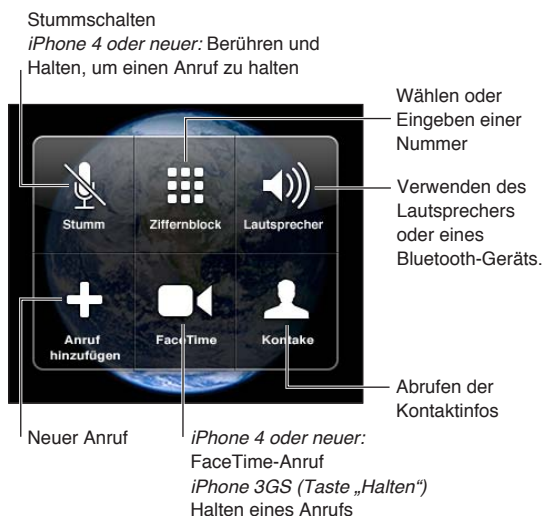 Stummschalten
iPhone 4 oder neuer: Berühren und
Halten, um einen Anruf zu halten
Wählen oder
Eingeben einer
Nummer
Verwenden des
Lautsprechers
oder eines
Bluetooth-Geräts.
Stumm
Ziffernblock
Lautsprecher
Anruf
hinzufügen
FaceTime
Kontake
Abrufen der
Kontaktinfos
Neuer Anruf
iPhone 4 oder neuer:
FaceTime-Anruf
iPhone 3GS (Taste „Halten“)
Halten eines Anrufs